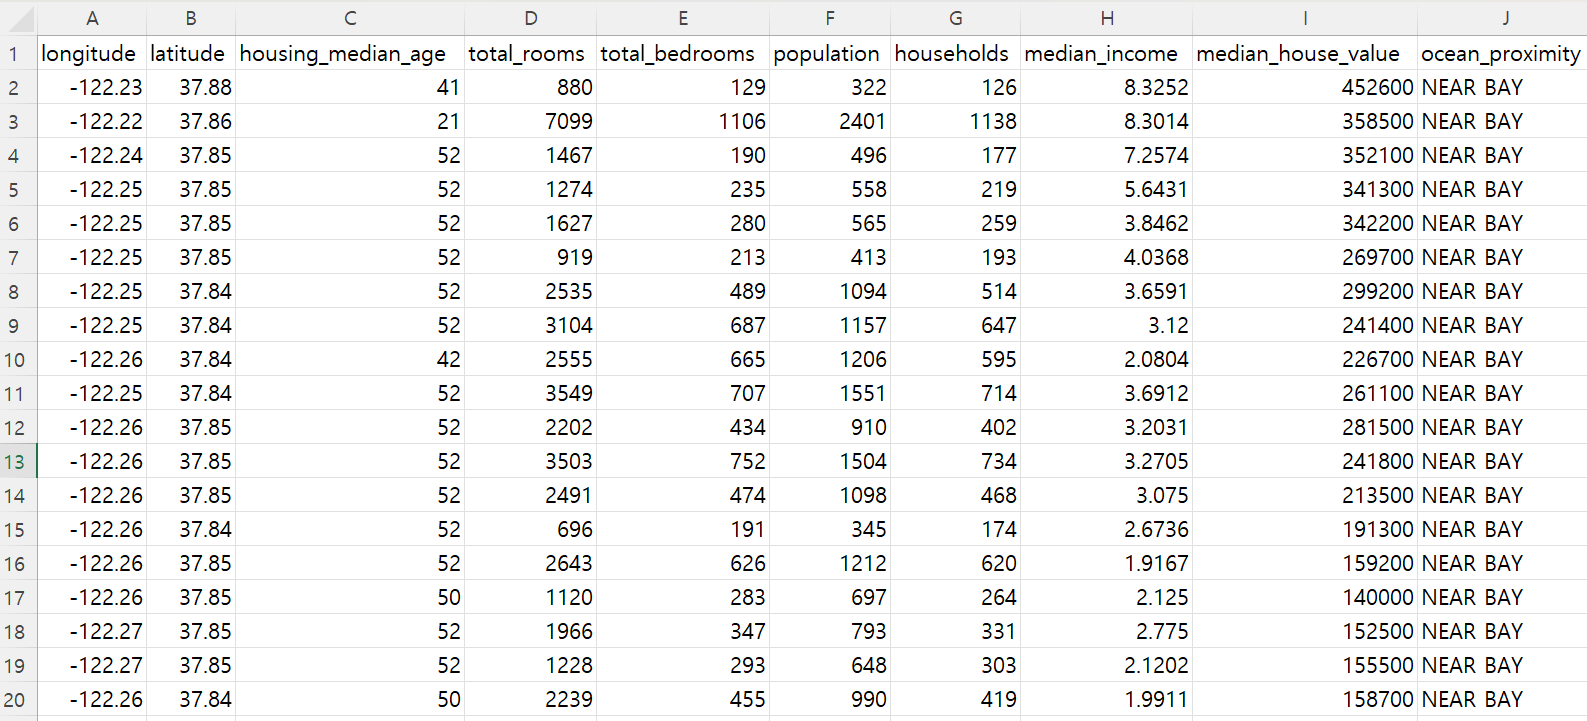 A B C D E F G H I J
1 longitude latitude housing_median_age total_rooms total_bedrooms population households median_income median_house_value ocean_proximity
2 -122.23 37.88 41 880 129 322 126 8.3252 452600 NEAR BAY
3 -122.22 37.86 21 7099 1106 2401 1138 8.3014 358500 NEAR BAY
4 -122.24 37.85 52 1467 190 496 177 7.2574 352100 NEAR BAY
5 -122.25 37.85 52 1274 235 558 219 5.6431 341300 NEAR BAY
6 -122.25 37.85 52 1627 280 565 259 3.8462 342200 NEAR BAY
7 -122.25 37.85 52 919 213 413 193 4.0368 269700 NEAR BAY
8 -122.25 37.84 52 2535 489 1094 514 3.6591 299200 NEAR BAY
9 -122.25 37.84 52 3104 687 1157 647 3.12 241400 NEAR BAY
10 -122.26 37.84 42 2555 665 1206 595 2.0804 226700 NEAR BAY
11 -122.25 37.84 52 3549 707 1551 714 3.6912 261100 NEAR BAY
12 -122.26 37.85 52 2202 434 910 402 3.2031 281500 NEAR BAY
13 -122.26 37.85 52 3503 752 1504 734 3.2705 241800 NEAR BAY
14 -122.26 37.85 52 2491 474 1098 468 3.075 213500 NEAR BAY
15 -122.26 37.84 52 696 191 345 174 2.6736 191300 NEAR BAY
16 -122.26 37.85 52 2643 626 1212 620 1.9167 159200 NEAR BAY
17 -122.26 37.85 50 1120 283 697 264 2.125 140000 NEAR BAY
18 -122.27 37.85 52 1966 347 793 331 2.775 152500 NEAR BAY
19 -122.27 37.85 52 1228 293 648 303 2.1202 155500 NEAR BAY
20 -122.26 37.84 50 2239 455 990 419 1.9911 158700 NEAR BAY